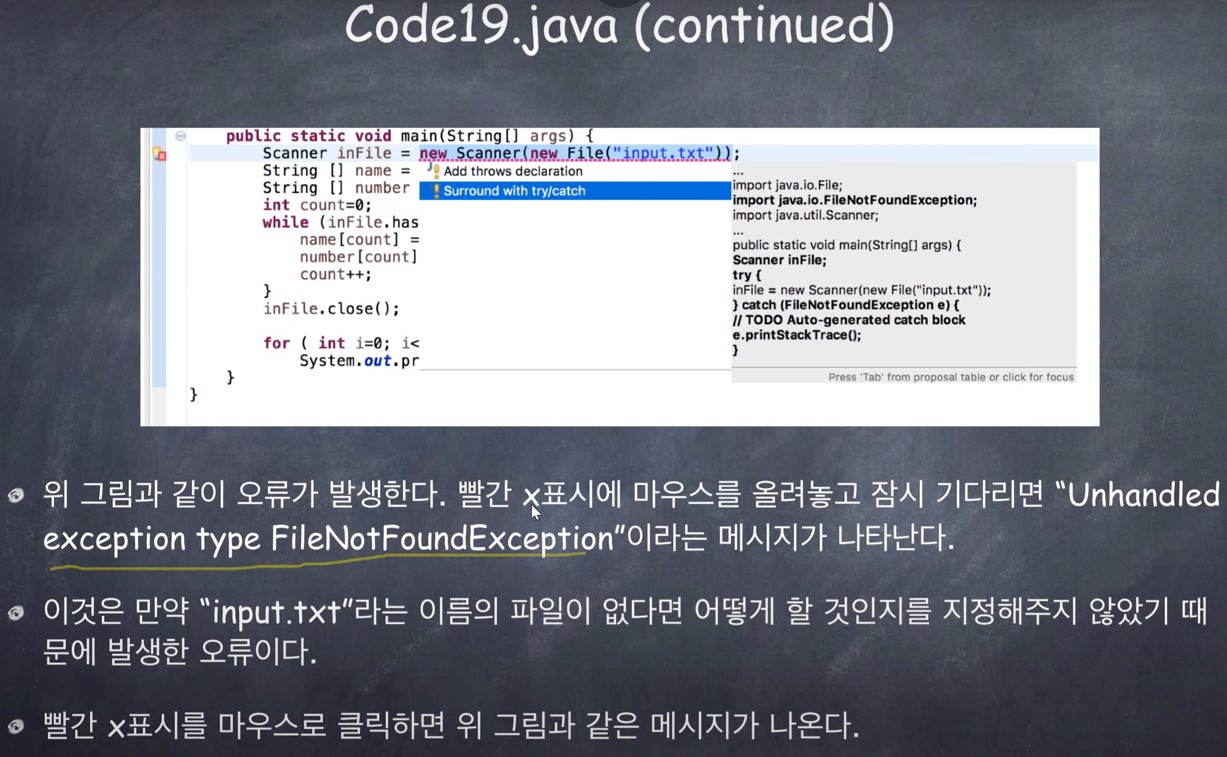 Code19.java (continued)
public static void main(String[] args) {
Scanner inFile = new Scanner(new File("input.txt"));
String [] name =
String [] number
int count=0;
while (inFile.has
name[count] =
number[count]
count++;
}
inFile.close();
for ( int i=0; i<
System.out.pr
}
}
Add throws declaration
Surround with try/catch
...
import java.io.File;
import java.io.FileNotFoundException;
import java.util.Scanner;
...
public static void main(String[] args) {
Scanner inFile;
try {
inFile = new Scanner(new File("input.txt"));
} catch (FileNotFoundException e) {
// TODO Auto-generated catch block
e.printStackTrace();
}
Press 'Tab' from proposal table or click for focus
위 그림과 같이 오류가 발생한다. 빨간 x표시에 마우스를 올려놓고 잠시 기다리면 “Unhandled
exception type FileNotFoundException”이라는 메시지가 나타난다.
이것은 만약 “input.txt”라는 이름의 파일이 없다면 어떻게 할 것인지를 지정해주지 않았기 때
문에 발생한 오류이다.
빨간 x표시를 마우스로 클릭하면 위 그림과 같은 메시지가 나온다.